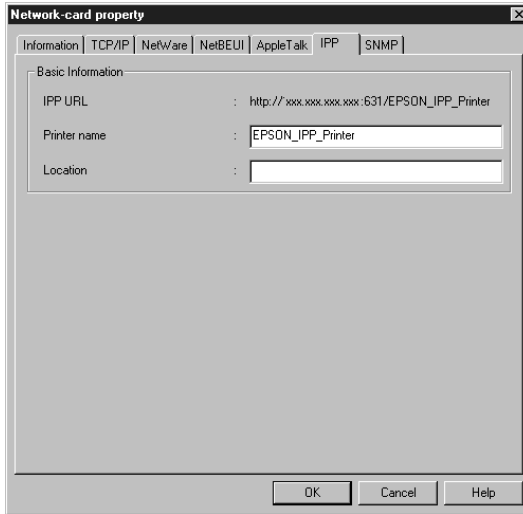 Network-card property
Information TCP/IP NetWare NetBEUI AppleTalk IPP SNMP
Basic Information
IPP URL : http://`xxx.xxx.xxx.xxx:631/EPSON_IPP_Printer
Printer name : EPSON_IPP_Printer
Location :
OK Cancel Help